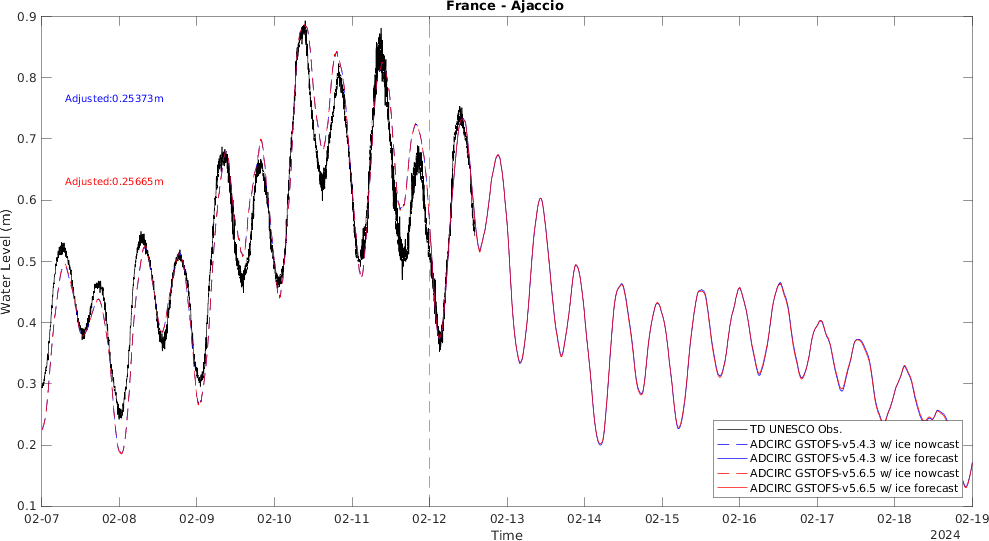 France - Ajaccio
0.9
0.8
0.7
0.6
0.5
0.4
0.3
0.2
0.1
Water Level (m)
Adjusted:0.25373m
Adjusted:0.25665m
TD UNESCO Obs.
ADCIRC GSTOFS-v5.4.3 w/ ice nowcast
ADCIRC GSTOFS-v5.4.3 w/ ice forecast
ADCIRC GSTOFS-v5.6.5 w/ ice nowcast
ADCIRC GSTOFS-v5.6.5 w/ ice forecast
02-07 02-08 02-09 02-10 02-11 02-12 02-13 02-14 02-15 02-16 02-17 02-18 02-19
Time
2024